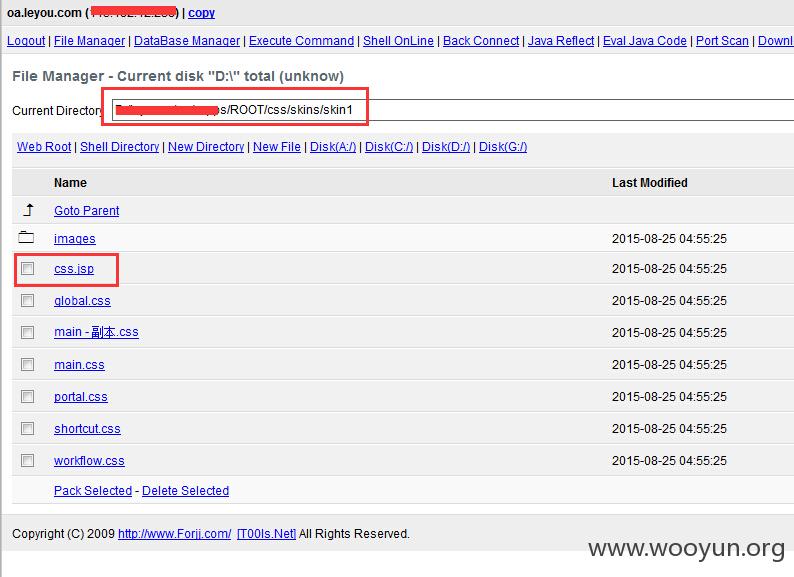 oa.leyou.com ( ) | copy
Logout | File Manager | DataBase Manager | Execute Command | Shell OnLine | Back Connect | Java Reflect | Eval Java Code | Port Scan | Downl
File Manager - Current disk "D:\" total (unknow)
Current Directory /ROOT/css/skins/skin1
Web Root | Shell Directory | New Directory | New File | Disk(A:/) | Disk(C:/) | Disk(D:/) | Disk(G:/)
Name Last Modified
Goto Parent
images 2015-08-25 04:55:25
css.jsp 2015-08-25 04:55:25
global.css 2015-08-25 04:55:25
main - 副本.css 2015-08-25 04:55:25
main.css 2015-08-25 04:55:25
portal.css 2015-08-25 04:55:25
shortcut.css 2015-08-25 04:55:25
workflow.css 2015-08-25 04:55:25
Pack Selected - Delete Selected
Copyright (C) 2009 http://www.Forjj.com/ [T00ls.Net] All Rights Reserved.
www.wooyun.org